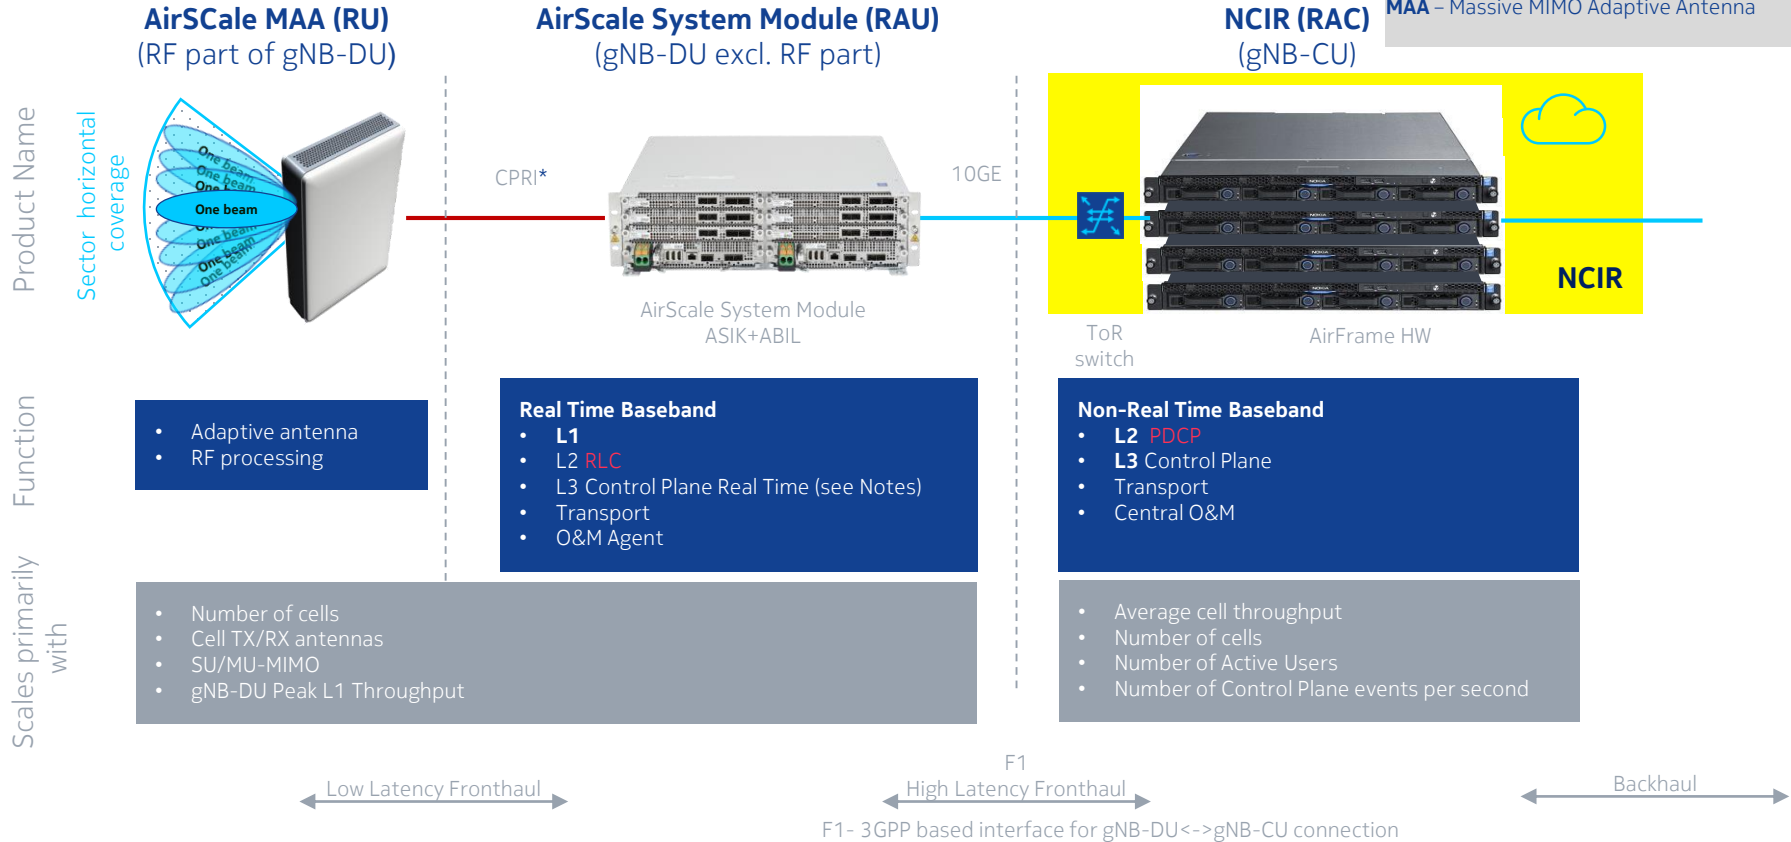 AirSCale MAA (RU)
(RF part of gNB-DU)
AirScale System Module (RAU)
(gNB-DU excl. RF part)
NCIR (RAC)
(gNB-CU)
MAA – Massive MIMO Adaptive Antenna
Product Name
Sector horizontal
coverage
One beam
One beam
One beam
One beam
One beam
One beam
CPRI*
10GE
NOKIA
NOKIA
NOKIA
NOKIA
NCIR
AirScale System Module
ASIK+ABIL
ToR
switch
AirFrame HW
Function
• Adaptive antenna
• RF processing
Real Time Baseband
• L1
• L2 RLC
• L3 Control Plane Real Time (see Notes)
• Transport
• O&M Agent
Non-Real Time Baseband
• L2 PDCP
• L3 Control Plane
• Transport
• Central O&M
Scales primarily
with
• Number of cells
• Cell TX/RX antennas
• SU/MU-MIMO
• gNB-DU Peak L1 Throughput
• Average cell throughput
• Number of cells
• Number of Active Users
• Number of Control Plane events per second
Low Latency Fronthaul
F1
High Latency Fronthaul
Backhaul
F1- 3GPP based interface for gNB-DU<->gNB-CU connection